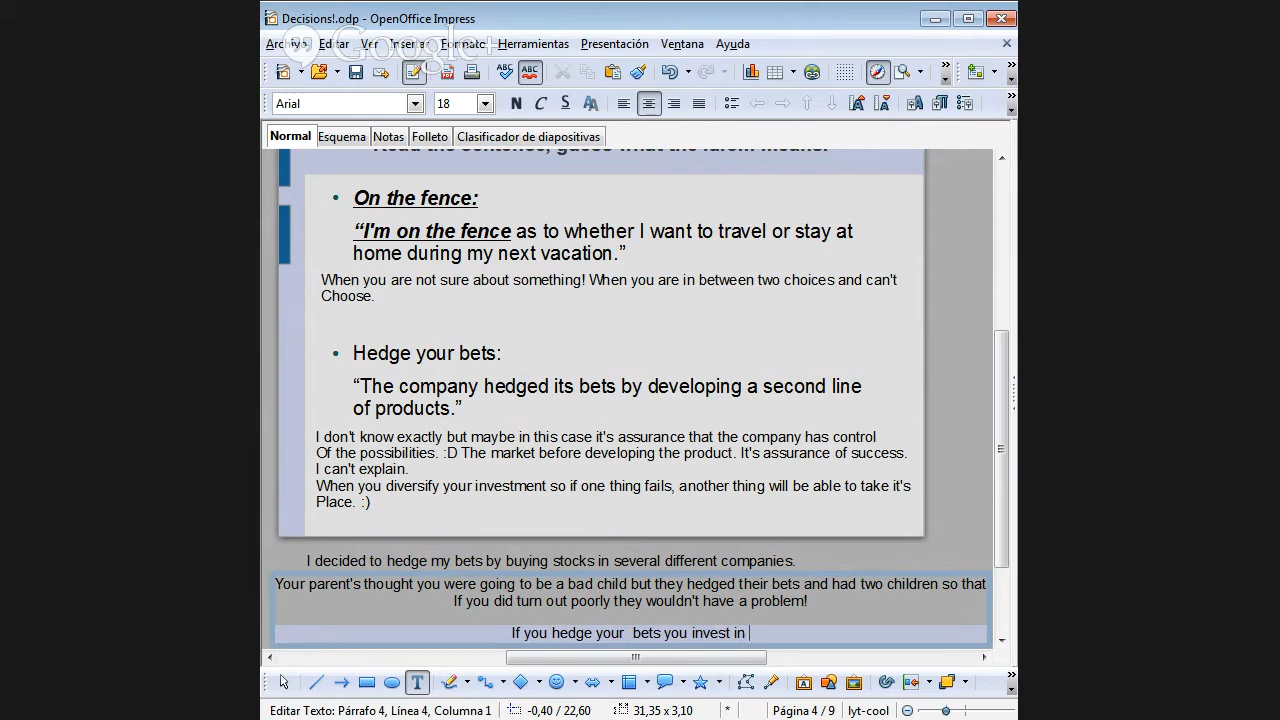 Decisions!.odp - OpenOffice Impress
Archivo Editar Ver Insertar Formato Herramientas Presentación Ventana Ayuda
Google+
Arial 18 N C S
Normal Esquema Notas Folleto Clasificador de diapositivas
Read the sentence, guess what the idiom means.
• On the fence:
“I'm on the fence as to whether I want to travel or stay at
home during my next vacation.”
When you are not sure about something! When you are in between two choices and can't
Choose.
• Hedge your bets:
“The company hedged its bets by developing a second line
of products.”
I don't know exactly but maybe in this case it's assurance that the company has control
Of the possibilities. :D The market before developing the product. It's assurance of success.
I can't explain.
When you diversify your investment so if one thing fails, another thing will be able to take it's
Place. :)
I decided to hedge my bets by buying stocks in several different companies.
Your parent's thought you were going to be a bad child but they hedged their bets and had two children so that
If you did turn out poorly they wouldn't have a problem!
If you hedge your bets you invest in
Editar Texto: Párrafo 4, Línea 4, Columna 1 -0,40 / 22,60 31,35 x 3,10 * Página 4 / 9 lyt-cool